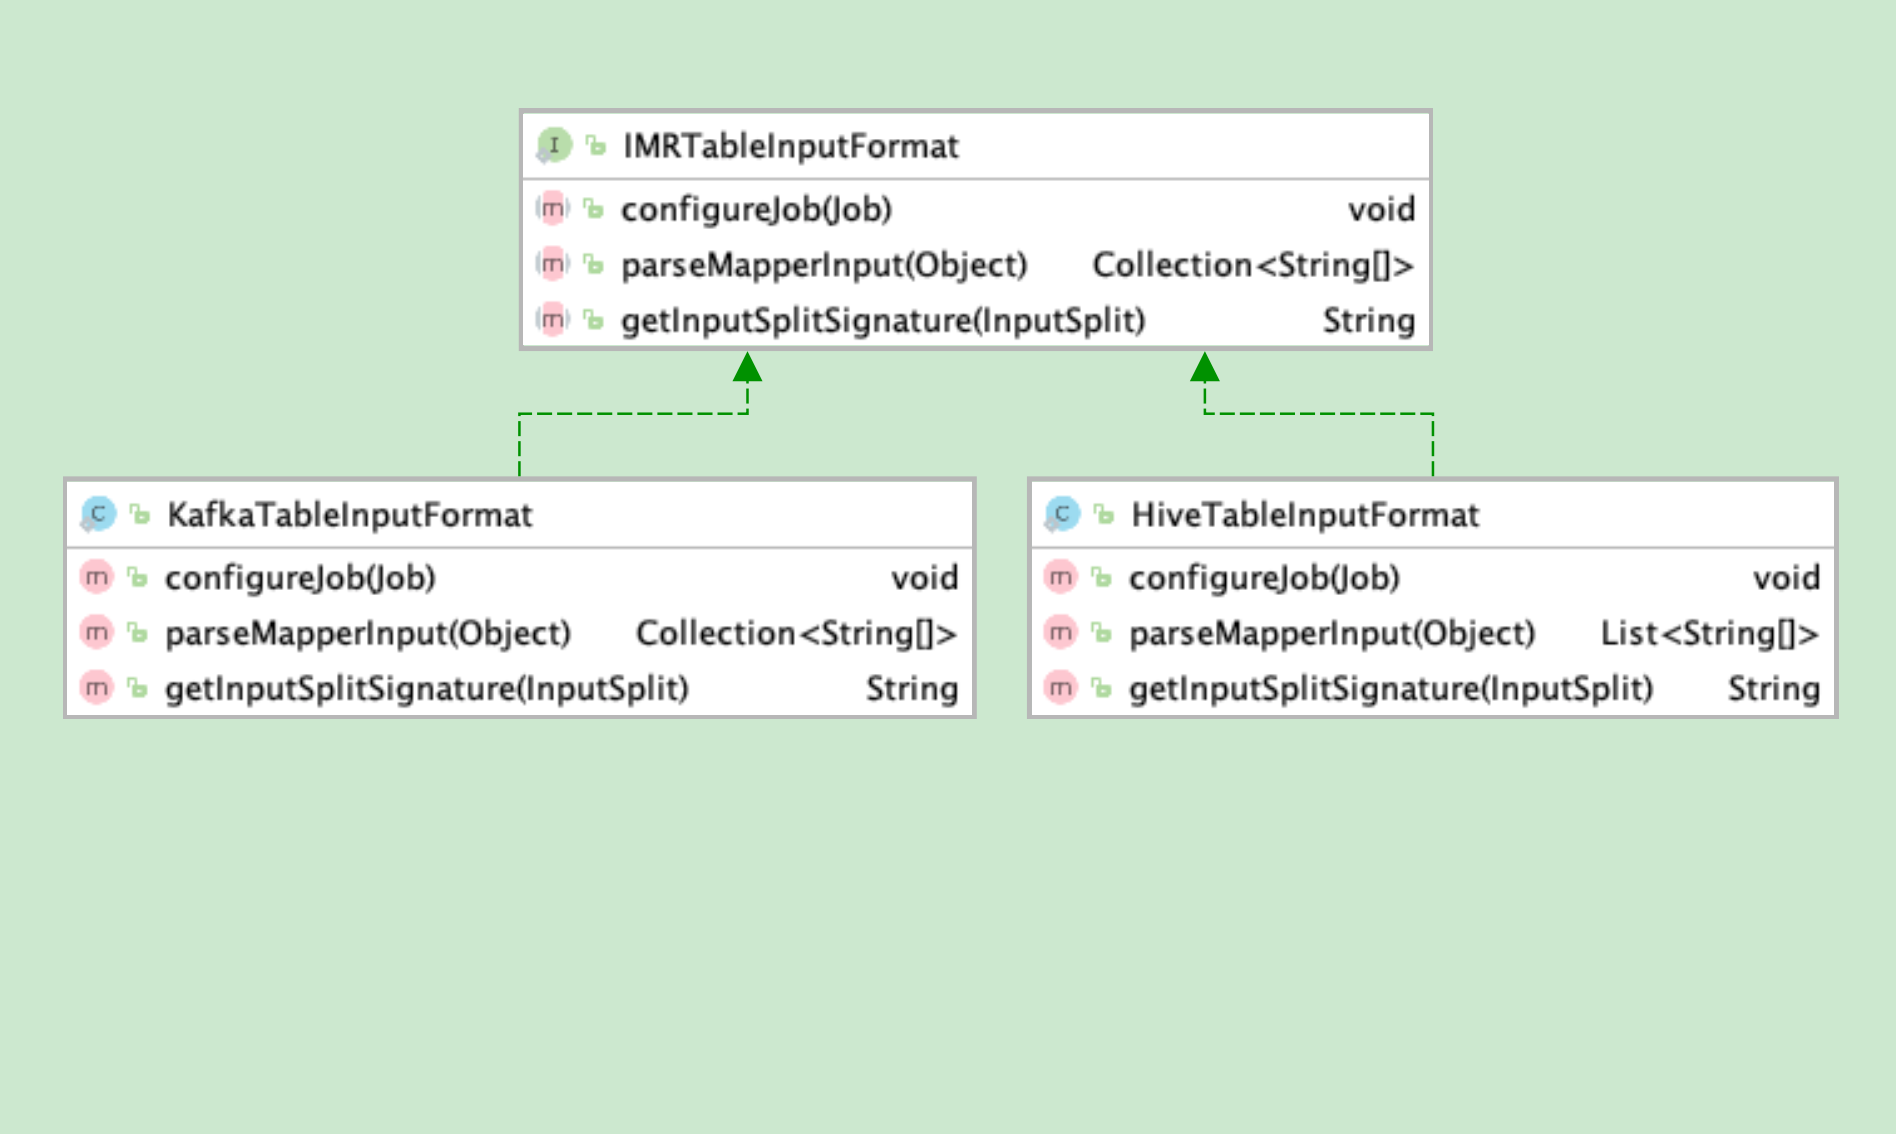 I IMRTableInputFormat
m configureJob(Job) void
m parseMapperInput(Object) Collection<String[]>
m getInputSplitSignature(InputSplit) String
C KafkaTableInputFormat
m configureJob(Job) void
m parseMapperInput(Object) Collection<String[]>
m getInputSplitSignature(InputSplit) String
C HiveTableInputFormat
m configureJob(Job) void
m parseMapperInput(Object) List<String[]>
m getInputSplitSignature(InputSplit) String